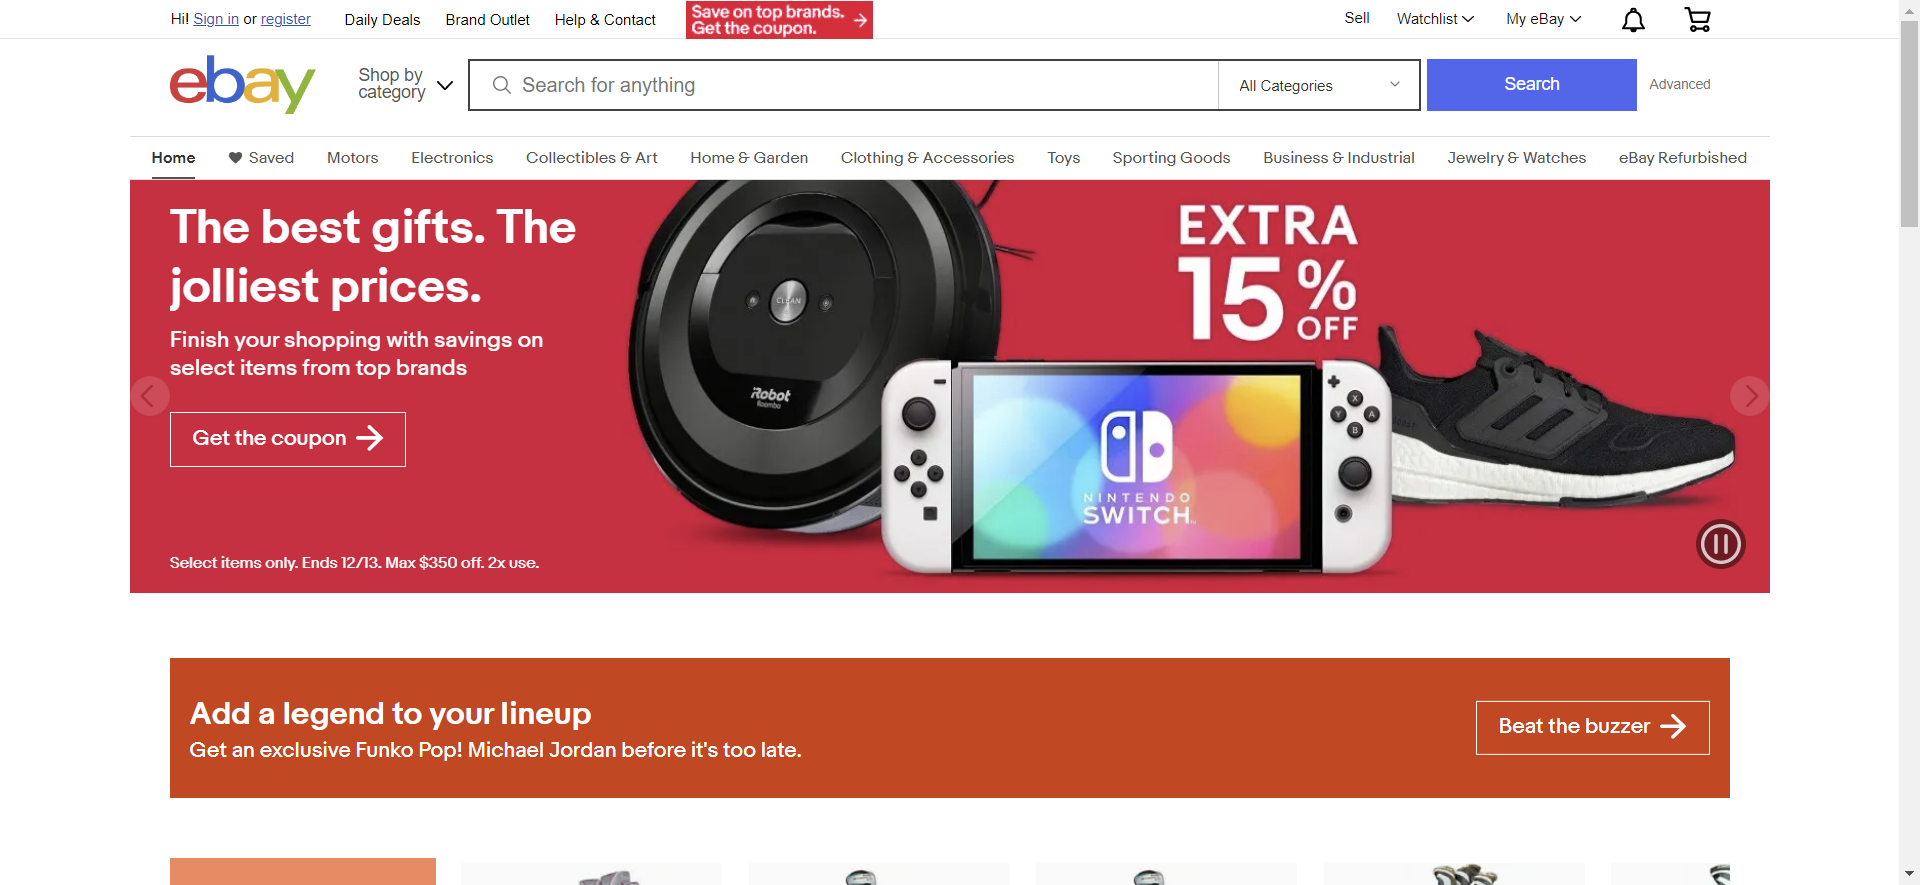 Hi! Sign in or register
Daily Deals
Brand Outlet
Help & Contact
Save on top brands.
Get the coupon.
Sell
Watchlist
My eBay
ebay
Shop by
category
Search for anything
All Categories
Search
Advanced
Home
Saved
Motors
Electronics
Collectibles & Art
Home & Garden
Clothing & Accessories
Toys
Sporting Goods
Business & Industrial
Jewelry & Watches
eBay Refurbished
The best gifts. The
jolliest prices.
Finish your shopping with savings on
select items from top brands
Get the coupon
Select items only. Ends 12/13. Max $350 off. 2x use.
CLEAN
iRobot
Roomba
EXTRA
15%
OFF
X
Y
A
B
NINTENDO
SWITCH
Add a legend to your lineup
Get an exclusive Funko Pop! Michael Jordan before it's too late.
Beat the buzzer